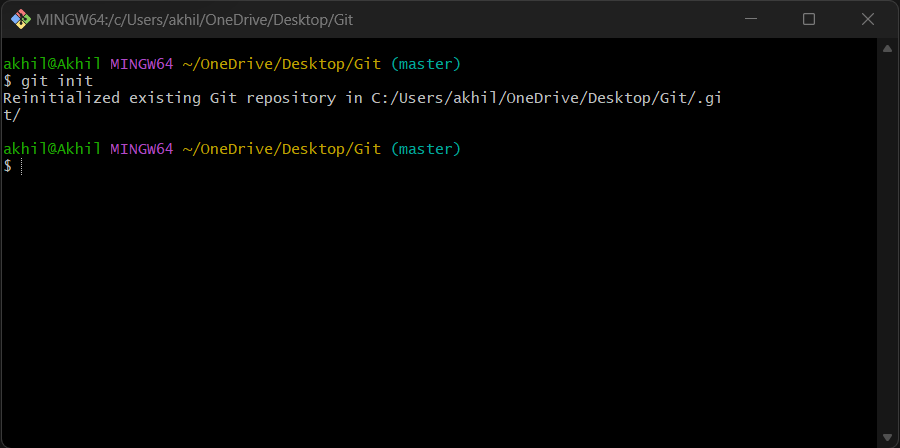 MINGW64:/c/Users/akhil/OneDrive/Desktop/Git
akhil@Akhil MINGW64 ~/OneDrive/Desktop/Git (master)
$ git init
Reinitialized existing Git repository in C:/Users/akhil/OneDrive/Desktop/Git/.gi
t/
akhil@Akhil MINGW64 ~/OneDrive/Desktop/Git (master)
$